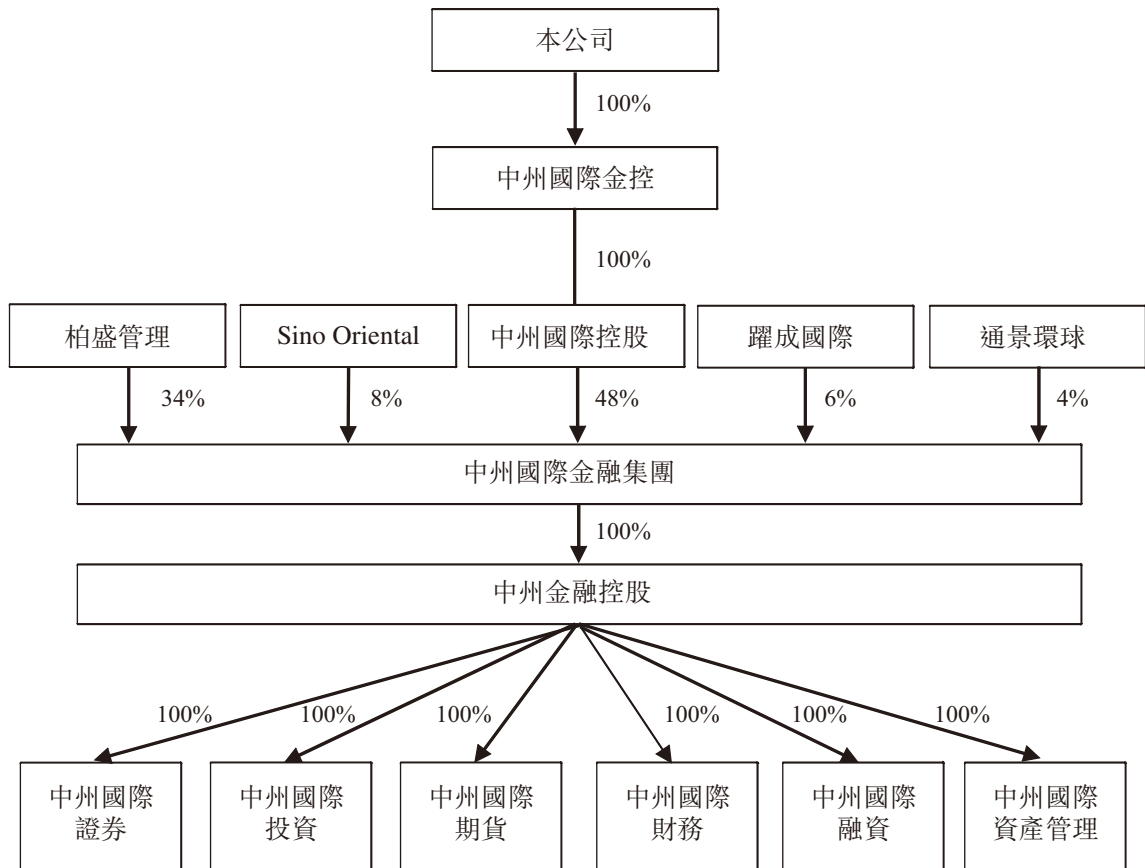 本公司
100%
中州國際金控
100%
柏盛管理
Sino Oriental
中州國際控股
躍成國際
通景環球
34%
8%
48%
6%
4%
中州國際金融集團
100%
中州金融控股
100%
100%
100%
100%
100%
100%
中州國際
證券
中州國際
投資
中州國際
期貨
中州國際
財務
中州國際
融資
中州國際
資產管理